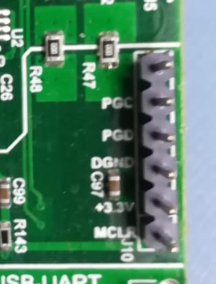 U2
R48
R47
C26
PGC
PGD
DGND
C97
+3.3V
MCLR
J10
C99
R143
USB-UART